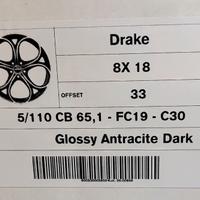 Drake
8X 18
OFFSET 33
5/110 CB 65,1 - FC19 - C30
Glossy Antracite Dark